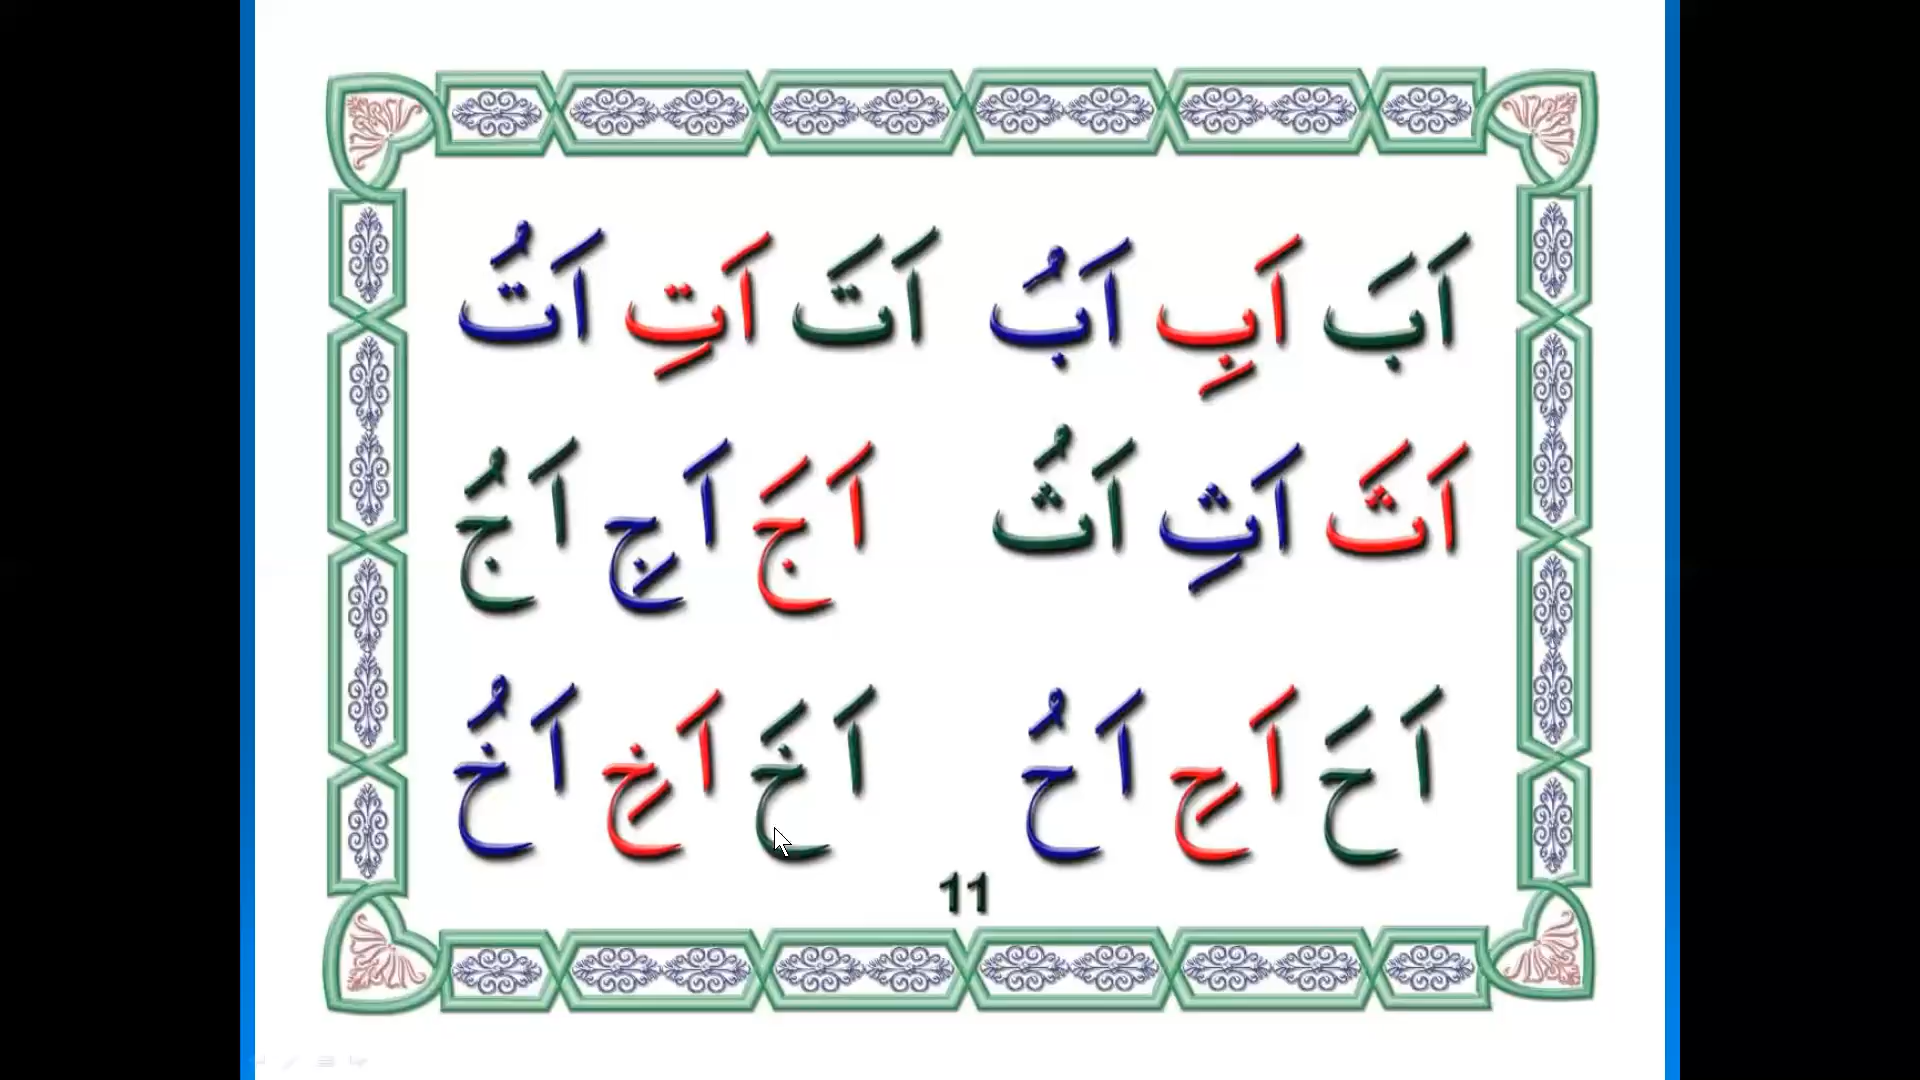 اَبَ اَبِ اَبُ اَتَ اَتِ اَتُ
اَثَ اَثِ اَثُ اَجَ اَجِ اَجُ
اَحَ اَحِ اَحُ اَخَ اَخِ اَخُ
11